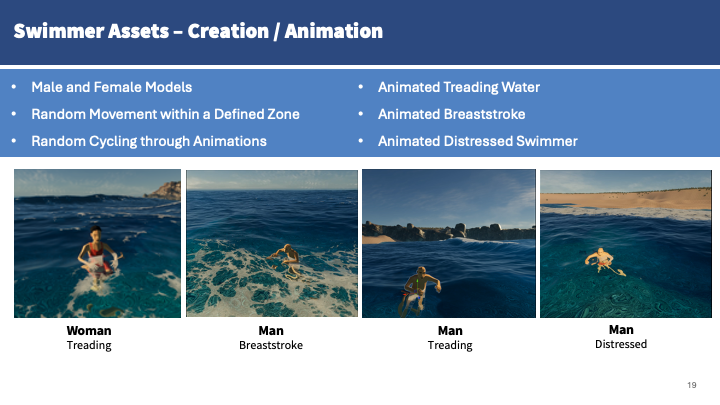 Swimmer Assets – Creation / Animation
• Male and Female Models
• Random Movement within a Defined Zone
• Random Cycling through Animations
• Animated Treading Water
• Animated Breaststroke
• Animated Distressed Swimmer
Woman
Treading
Man
Breaststroke
Man
Treading
Man
Distressed
19